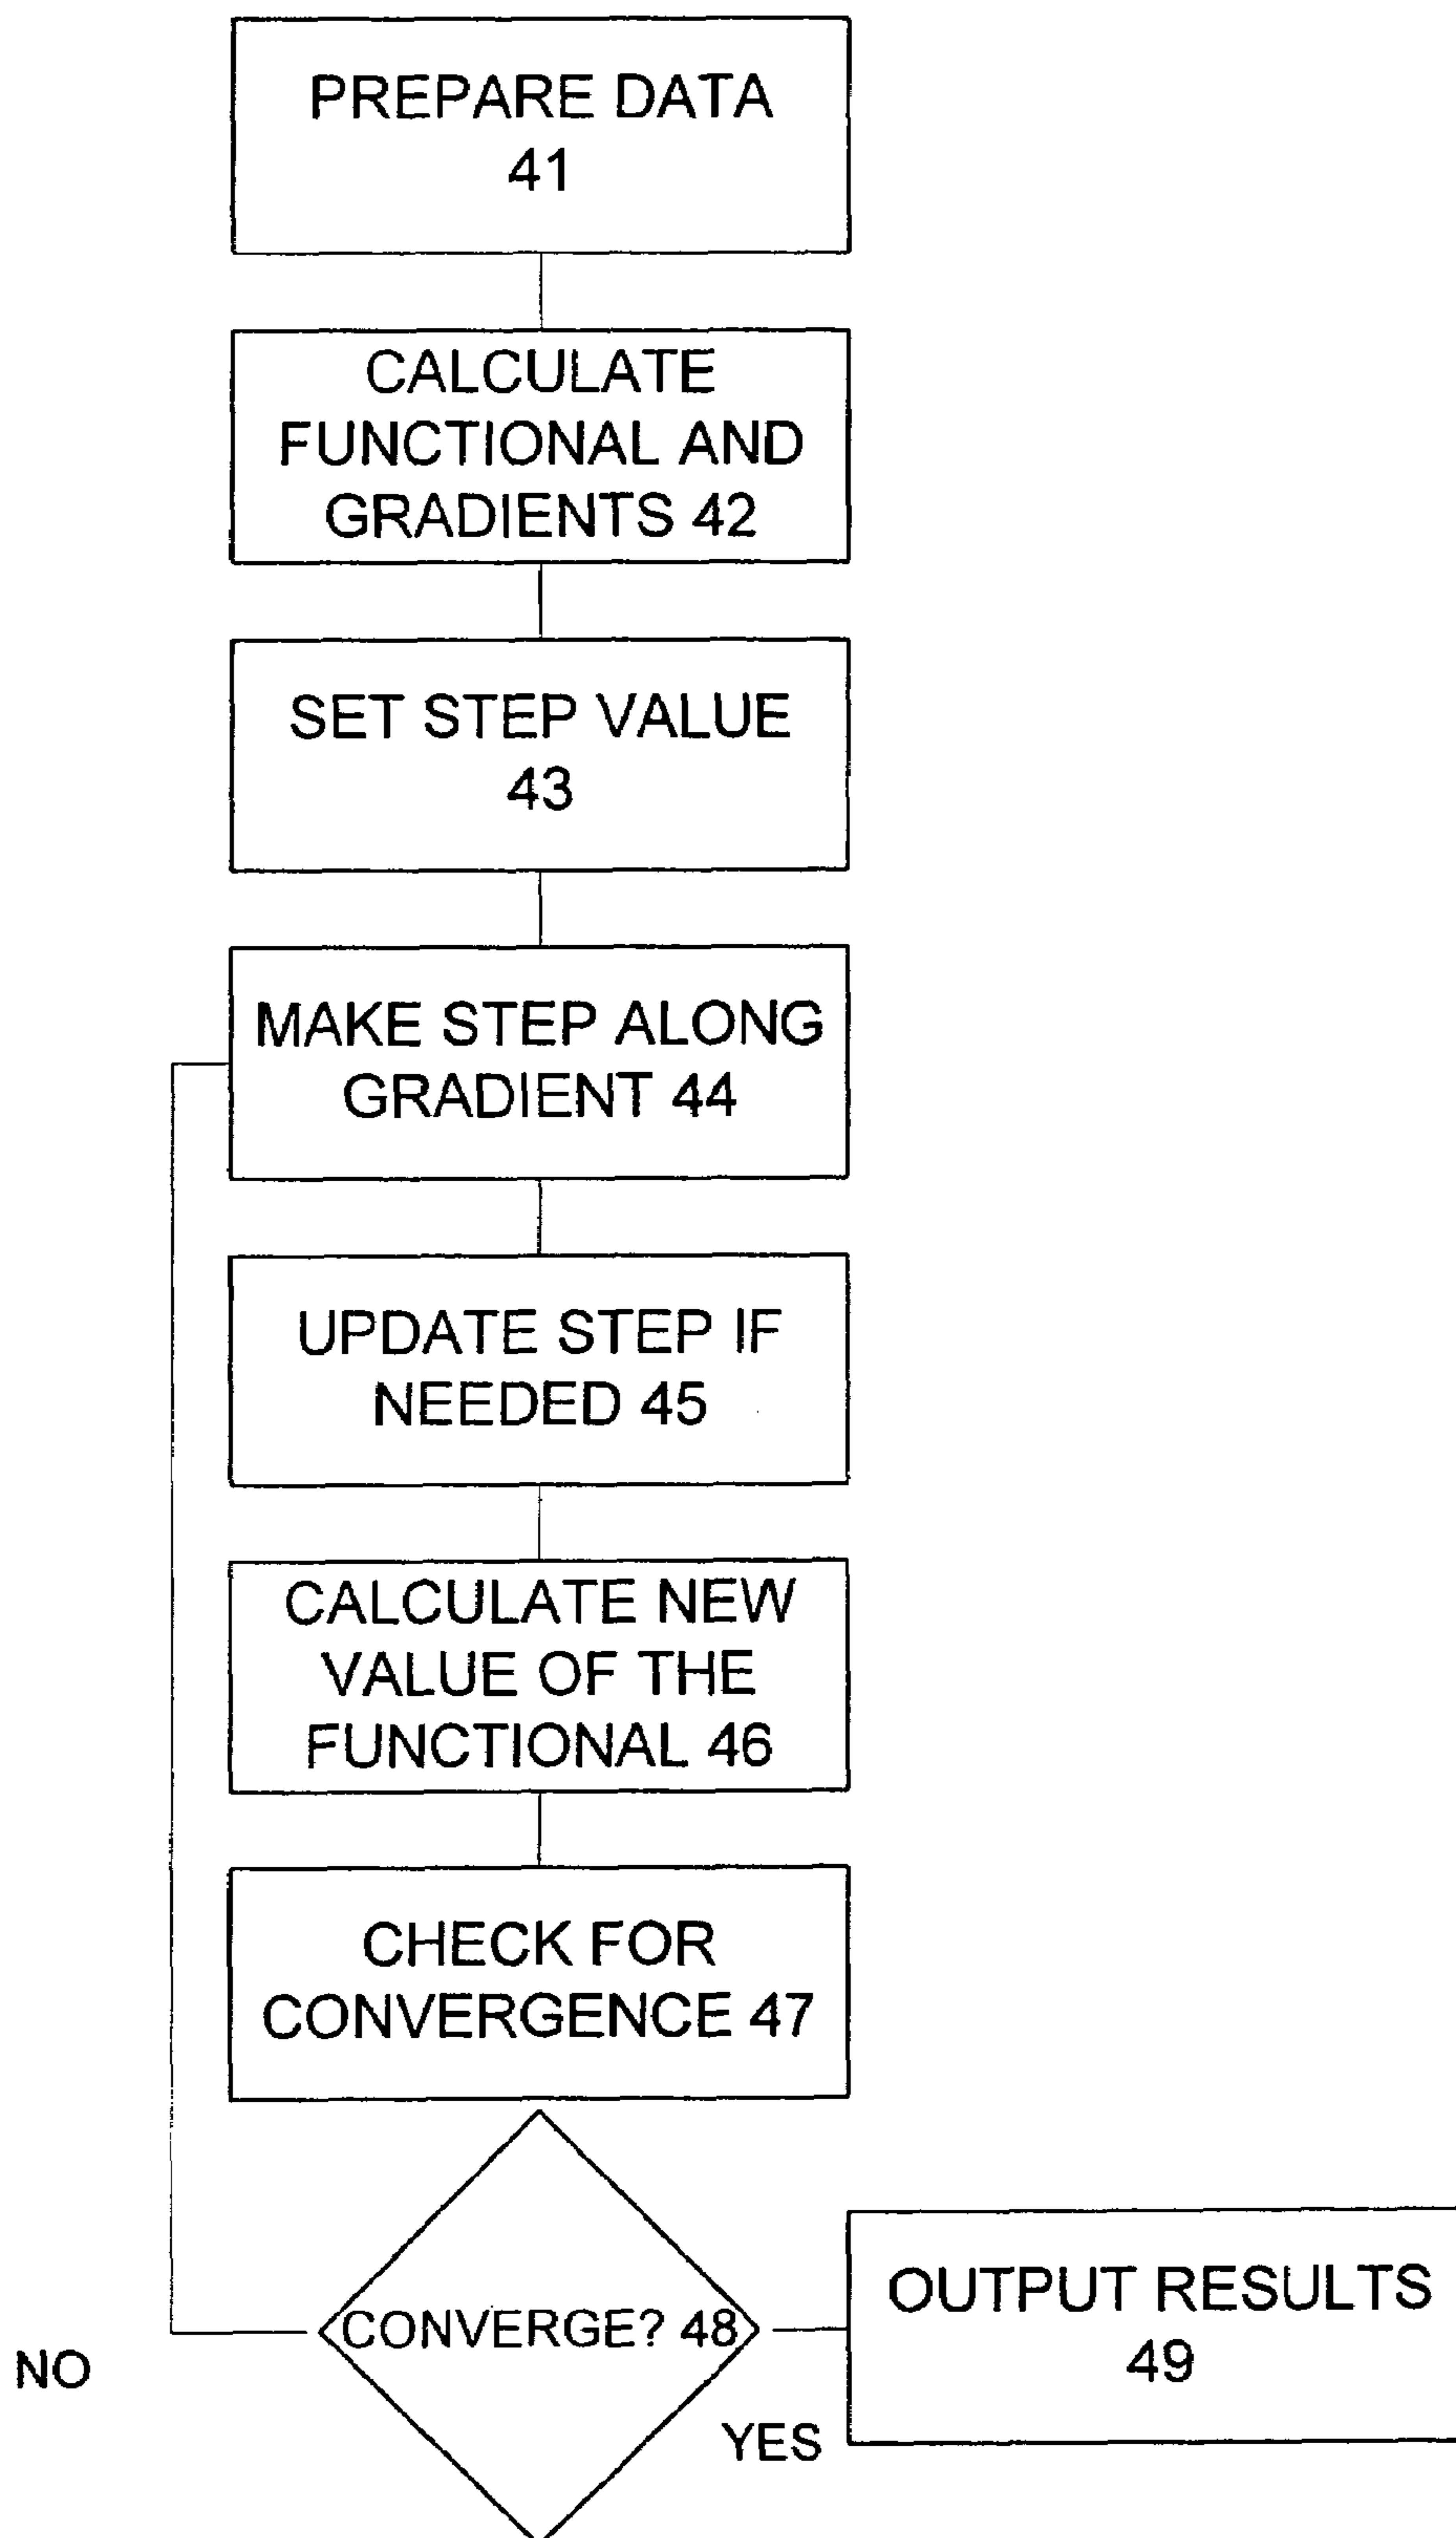 PREPARE DATA
41
CALCULATE
FUNCTIONAL AND
GRADIENTS 42
SET STEP VALUE
43
MAKE STEP ALONG
GRADIENT 44
UPDATE STEP IF
NEEDED 45
CALCULATE NEW
VALUE OF THE
FUNCTIONAL 46
CHECK FOR
CONVERGENCE 47
CONVERGE? 48
OUTPUT RESULTS
49
NO
YES